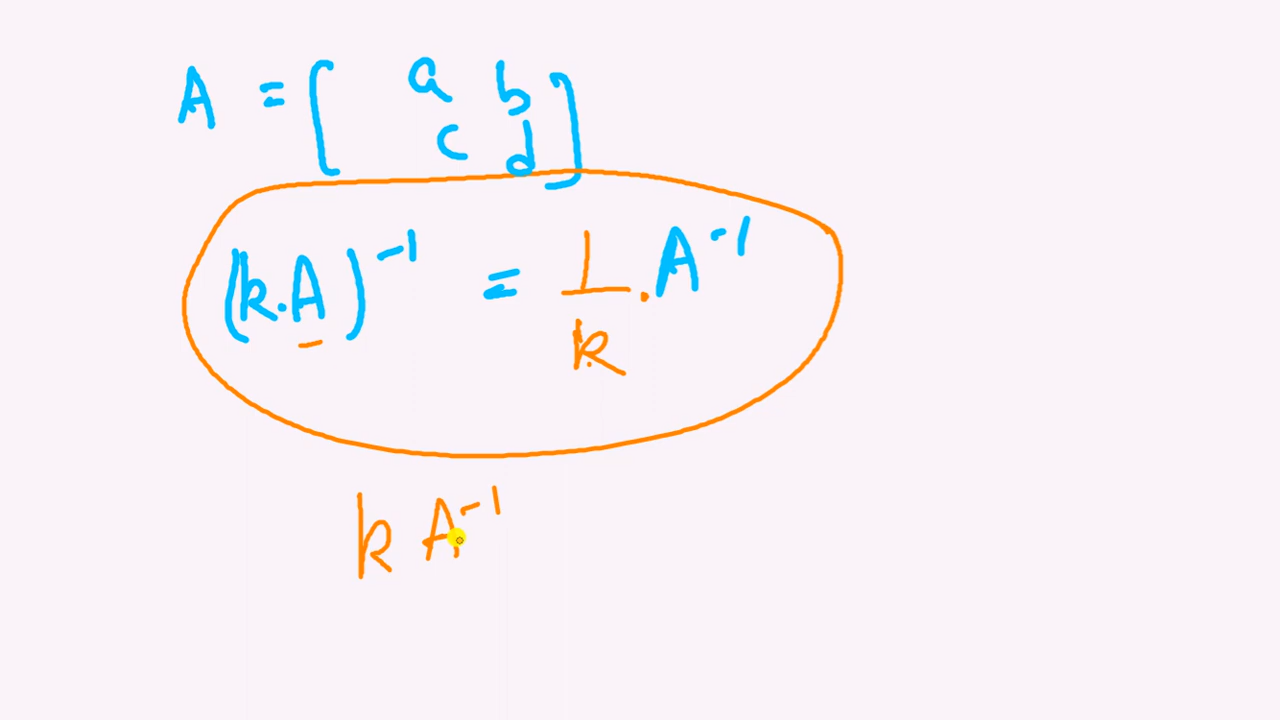 A = [ a b
c d ]
(k.A)⁻¹ = 1/k . A⁻¹
k A⁻¹